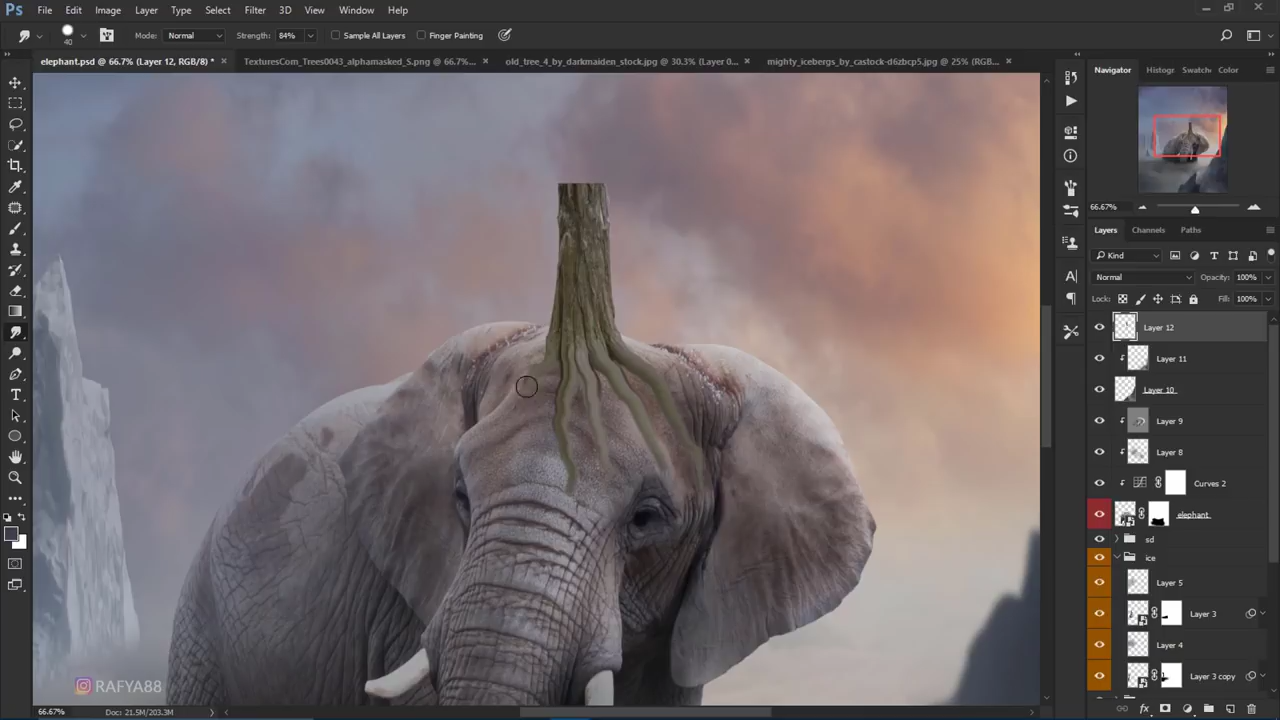 Ps File Edit Image Layer Type Select Filter 3D View Window Help
40 Mode: Normal Strength: 84% Sample All Layers Finger Painting
elephant.psd @ 66.7% (Layer 12, RGB/8) * TexturesCom_Trees0043_alphamasked_S.png @ 66.7%... old_tree_4_by_darkmaiden_stock.jpg @ 30.3% (Layer 0... mighty_icebergs_by_castock-d6zbcp5.jpg @ 25% (RGB...
Navigator Histogr Swatch Color
66.67%
Layers Channels Paths
Kind
Normal Opacity: 100%
Lock: Fill: 100%
Layer 12
Layer 11
Layer 10
Layer 9
Layer 8
Curves 2
elephant
sd
ice
Layer 5
Layer 3
Layer 4
Layer 3 copy
RAFYA88
66.67% Doc: 21.5M/203.3M